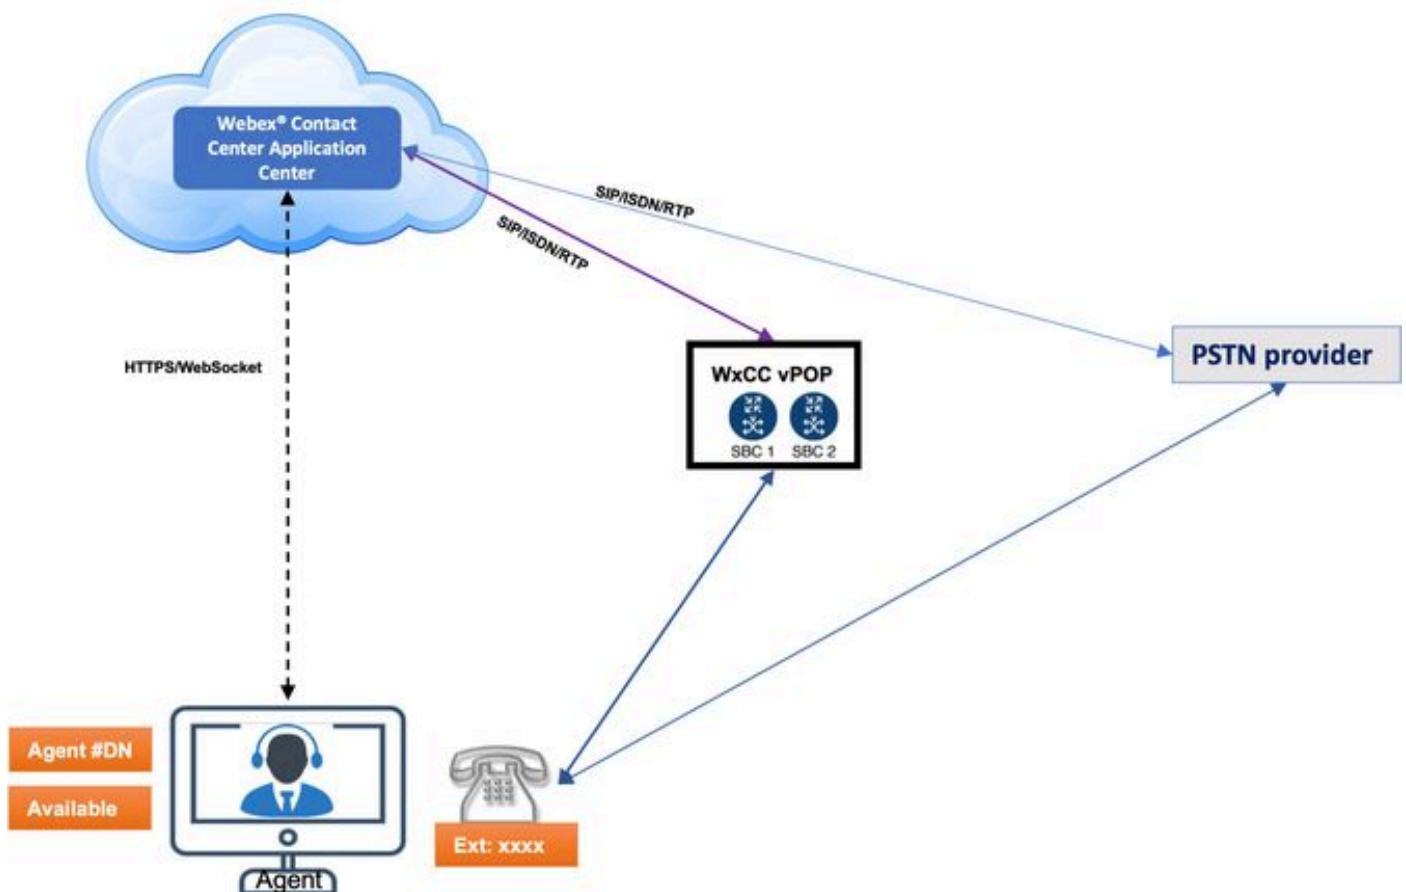 Webex® Contact
Center Application
Center
SIP/ISDN/RTP
SIP/ISDN/RTP
HTTPS/WebSocket
PSTN provider
WxCC vPOP
SBC 1 SBC 2
Agent #DN
Available
Ext: xxxx
Agent